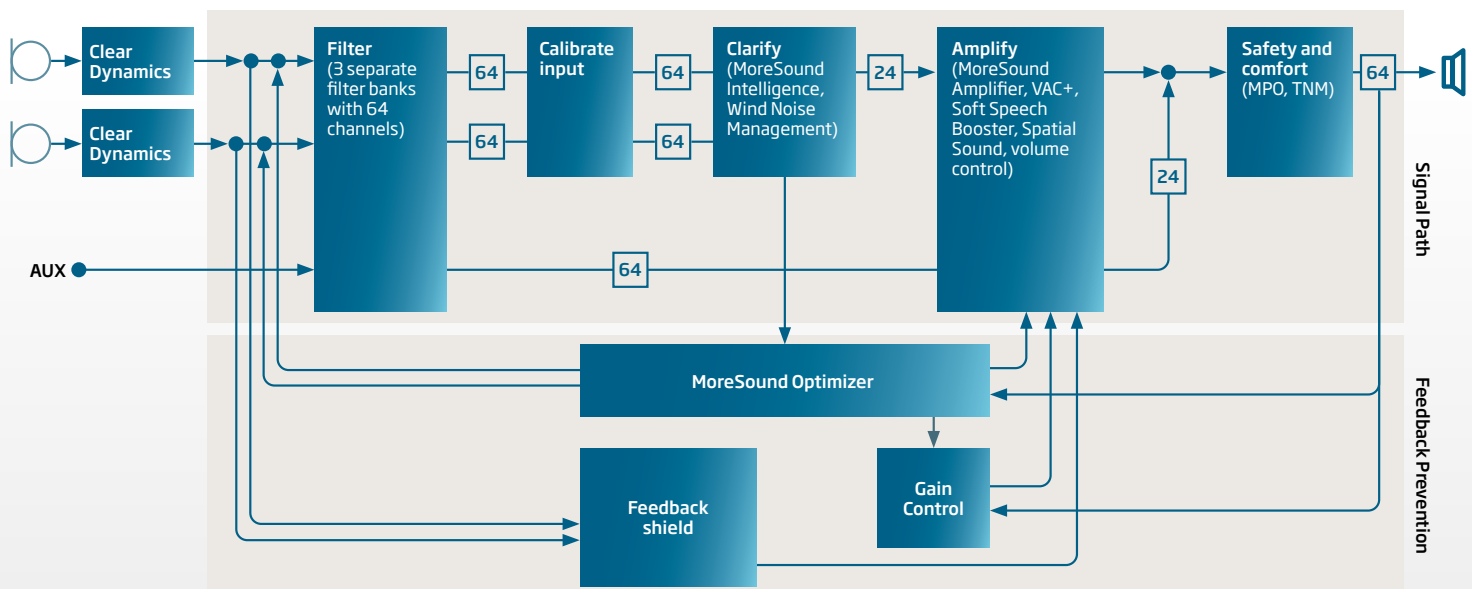 Clear
Dynamics
Filter
(3 separate
filter banks
with 64
channels)
64
Calibrate
input
64
Clarify
(MoreSound
Intelligence,
Wind Noise
Management)
24
Amplify
(MoreSound
Amplifier, VAC+,
Soft Speech
Booster, Spatial
Sound, volume
control)
Safety and
comfort
(MPO, TNM)
64
Clear
Dynamics
64
64
24
Signal Path
AUX
64
MoreSound Optimizer
Feedback
shield
Gain
Control
Feedback Prevention